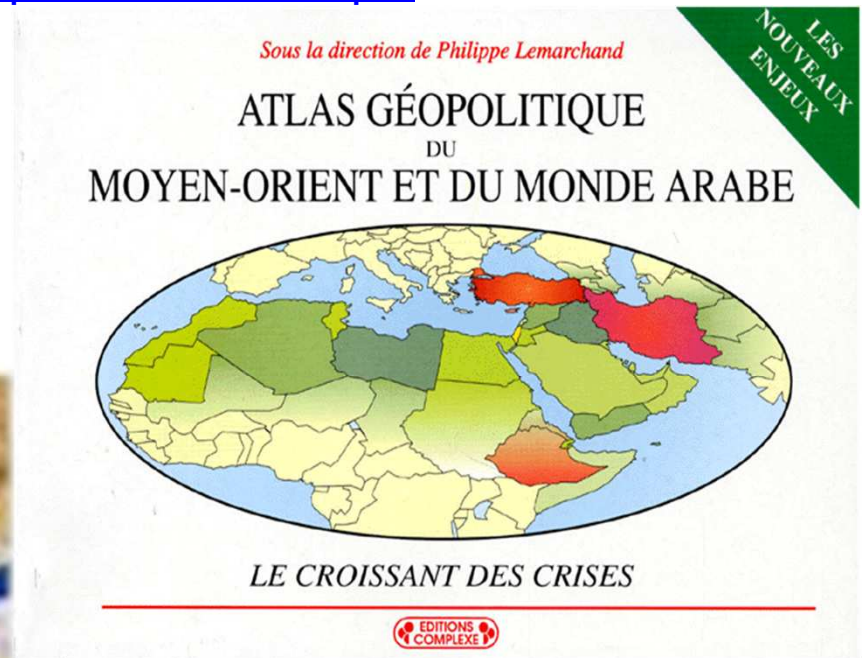 Sous la direction de Philippe Lemarchand
LES
NOUVEAUX
ENJEUX
ATLAS GÉOPOLITIQUE
DU
MOYEN-ORIENT ET DU MONDE ARABE
LE CROISSANT DES CRISES
EDITIONS
COMPLEXE